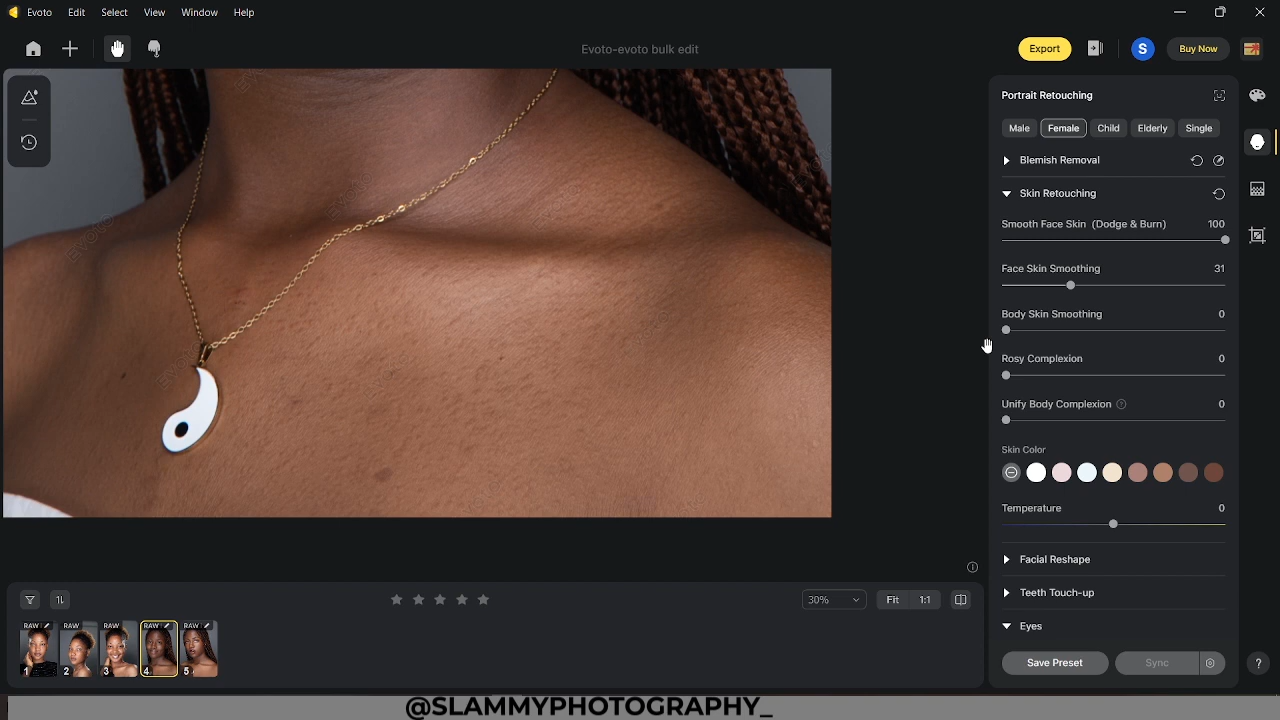 Evoto Edit Select View Window Help
Evoto-evoto bulk edit
Export S Buy Now
Portrait Retouching
Male Female Child Elderly Single
Blemish Removal
Skin Retouching
Smooth Face Skin (Dodge & Burn) 100
Face Skin Smoothing 31
Body Skin Smoothing 0
Rosy Complexion 0
Unify Body Complexion ? 0
Skin Color
Temperature 0
Facial Reshape
Teeth Touch-up
Eyes
30% Fit 1:1
RAW RAW RAW RAW RAW
1 2 3 4 5
Save Preset Sync ?
@SLAMMYPHOTOGRAPHY_